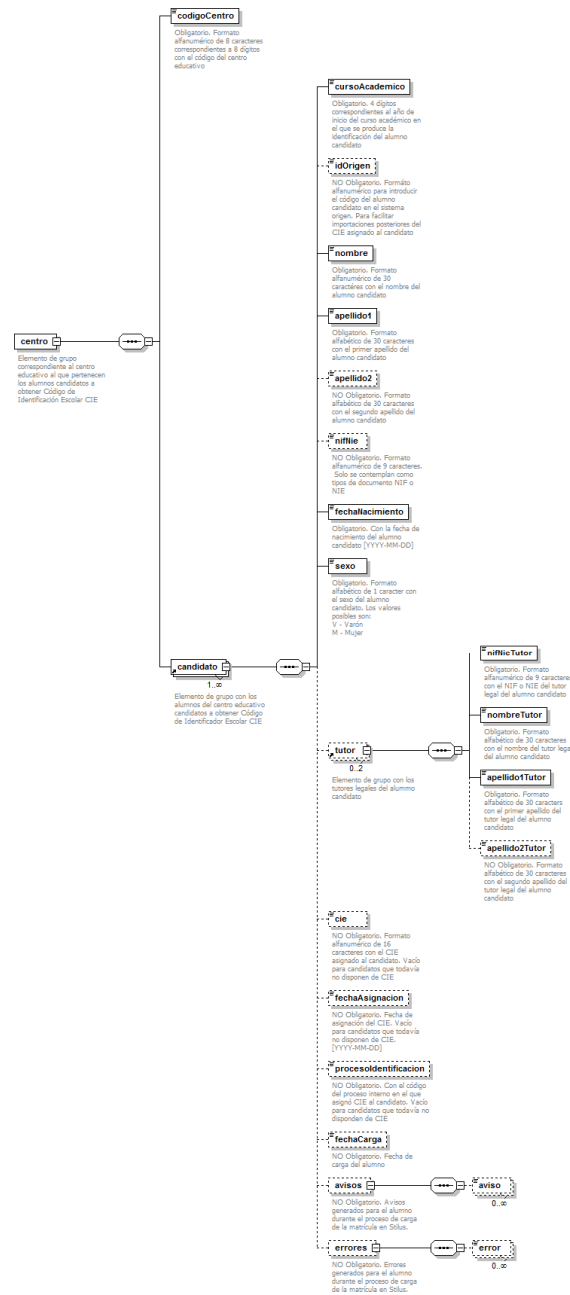 codigoCentro
Obligatorio. Formato
alfanumérico de 8 caracteres
correspondientes a 8 dígitos
con el código del centro
educativo
cursoAcademico
Obligatorio. 4 dígitos
correspondientes al año de
inicio del curso académico en
el que se produce la
identificación del alumno
candidato
idOrigen
NO Obligatorio. Formáto
alfanumérico para introducir
el código del alumno
candidato en el sistema
origen. Para facilitar
importaciones posteriores del
CIE asignado al candidato
nombre
Obligatorio. Formato
alfanumérico de 30
caractéres con el nombre del
alumno candidato
apellido1
Obligatorio. Formato
alfabético de 30 caracteres
con el primer apellido del
alumno candidato
centro
Elemento de grupo
correspondiente al centro
educativo al que pertenecen
los alumnos candidatos a
obtener Código de
Identificación Escolar CIE
apellido2
NO Obligatorio. Formato
alfabético de 30 caracteres
con el segundo apellido del
alumno candidato
nifNie
NO Obligatorio. Formato
alfanumérico de 9 caracteres.
Solo se contemplan como
tipos de documento NIF o
NIE
fechaNacimiento
Obligatorio. Con la fecha de
nacimiento del alumno
candidato [YYYY-MM-DD]
sexo
Obligatorio. Formato
alfabético de 1 caracter con
el sexo del alumno
candidato. Los valores
posibles son:
V - Varón
M - Mujer
candidato
1..∞
Elemento de grupo con los
alumnos del centro educativo
candidatos a obtener Código
de Identificador Escolar CIE
nifNieTutor
Obligatorio. Formato
alfanumérico de 9 caracteres
con el NIF o NIE del tutor
legal del alumno candidato
nombreTutor
Obligatorio. Formato
alfabético de 30 caracteres
con el nombre del tutor legal
del alumno candidato
tutor
0..2
Elemento de grupo con los
tutores legales del alummo
candidato
apellido1Tutor
Obligatorio. Formato
alfabético de 30 caracters
con el primer apellido del
tutor legal del alumno
candidato
apellido2Tutor
NO Obligatorio. Formato
alfabético de 30 caracteres
con el segundo apellido del
tutor legal del alumno
candidato
cie
NO Obligatorio. Formato
alfanumérico de 16
caracteres con el CIE
asignado al candidato. Vacío
para candidatos que todavía
no disponen de CIE
fechaAsignacion
NO Obligatorio. Fecha de
asignación del CIE. Vacío
para candidatos que todavía
no disponen de CIE.
[YYYY-MM-DD]
procesoIdentificacion
NO Obligatorio. Con el código
del proceso interno en el que
asignó CIE al candidato. Vacío
para candidatos que todavía no
disponden de CIE
fechaCarga
NO Obligatorio. Fecha de
carga del alumno
avisos
NO Obligatorio. Avisos
generados para el alumno
durante el proceso de carga
de la matrícula en Stilus.
aviso
0..∞
errores
NO Obligatorio. Errores
generados para el alumno
durante el proceso de carga
de la matrícula en Stilus.
error
0..∞